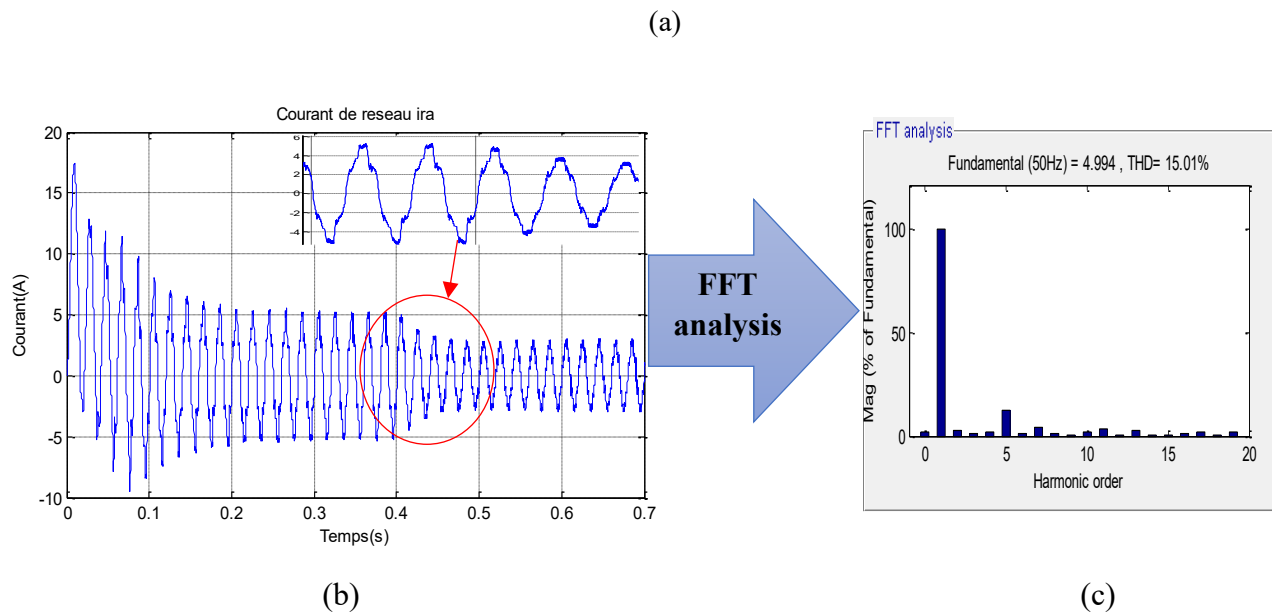 (a)
Courant de reseau ira
20
15
10
5
0
-5
-10
Courant(A)
6
4
2
0
-2
-4
0
0.1
0.2
0.3
0.4
0.5
0.6
0.7
Temps(s)
FFT
analysis
FFT analysis
Fundamental (50Hz) = 4.994 , THD= 15.01%
Mag (% of Fundamental)
100
50
0
0
5
10
15
20
Harmonic order
(b)
(c)